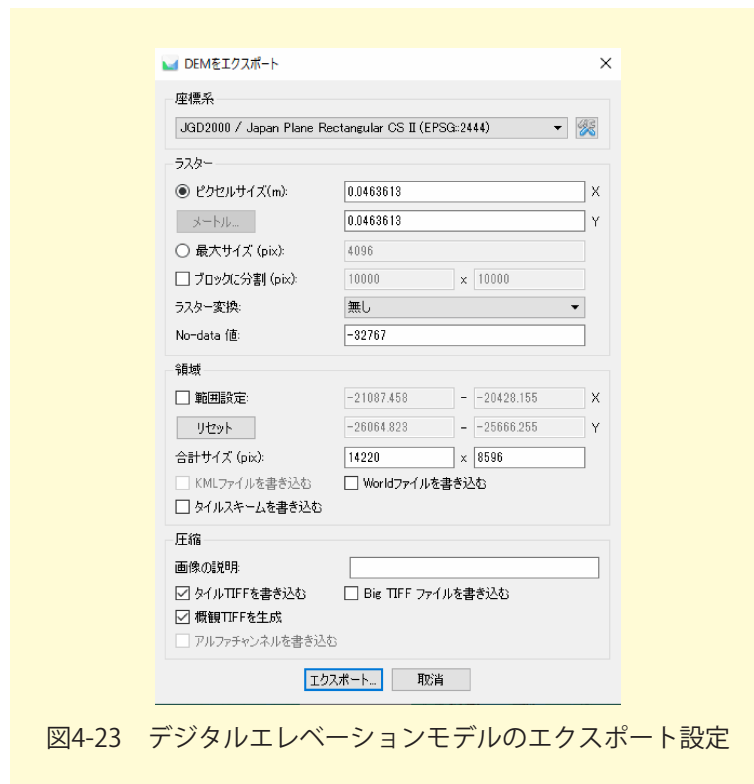 DEMをエクスポート
座標系
JGD2000 / Japan Plane Rectangular CS II (EPSG::2444)
ラスター
ピクセルサイズ(m): 0.0463613 X
メートル... 0.0463613 Y
最大サイズ (pix): 4096
ブロックに分割 (pix): 10000 x 10000
ラスター変換: 無し
No-data 値: -32767
領域
範囲設定: -21087.458 - -20428.155 X
リセット -26064.823 - -25666.255 Y
合計サイズ (pix): 14220 x 8596
KMLファイルを書き込む Worldファイルを書き込む
タイルスキームを書き込む
圧縮
画像の説明:
タイルTIFFを書き込む Big TIFF ファイルを書き込む
概観TIFFを生成
アルファチャンネルを書き込む
エクスポート... 取消
図4-23 デジタルエレベーションモデルのエクスポート設定